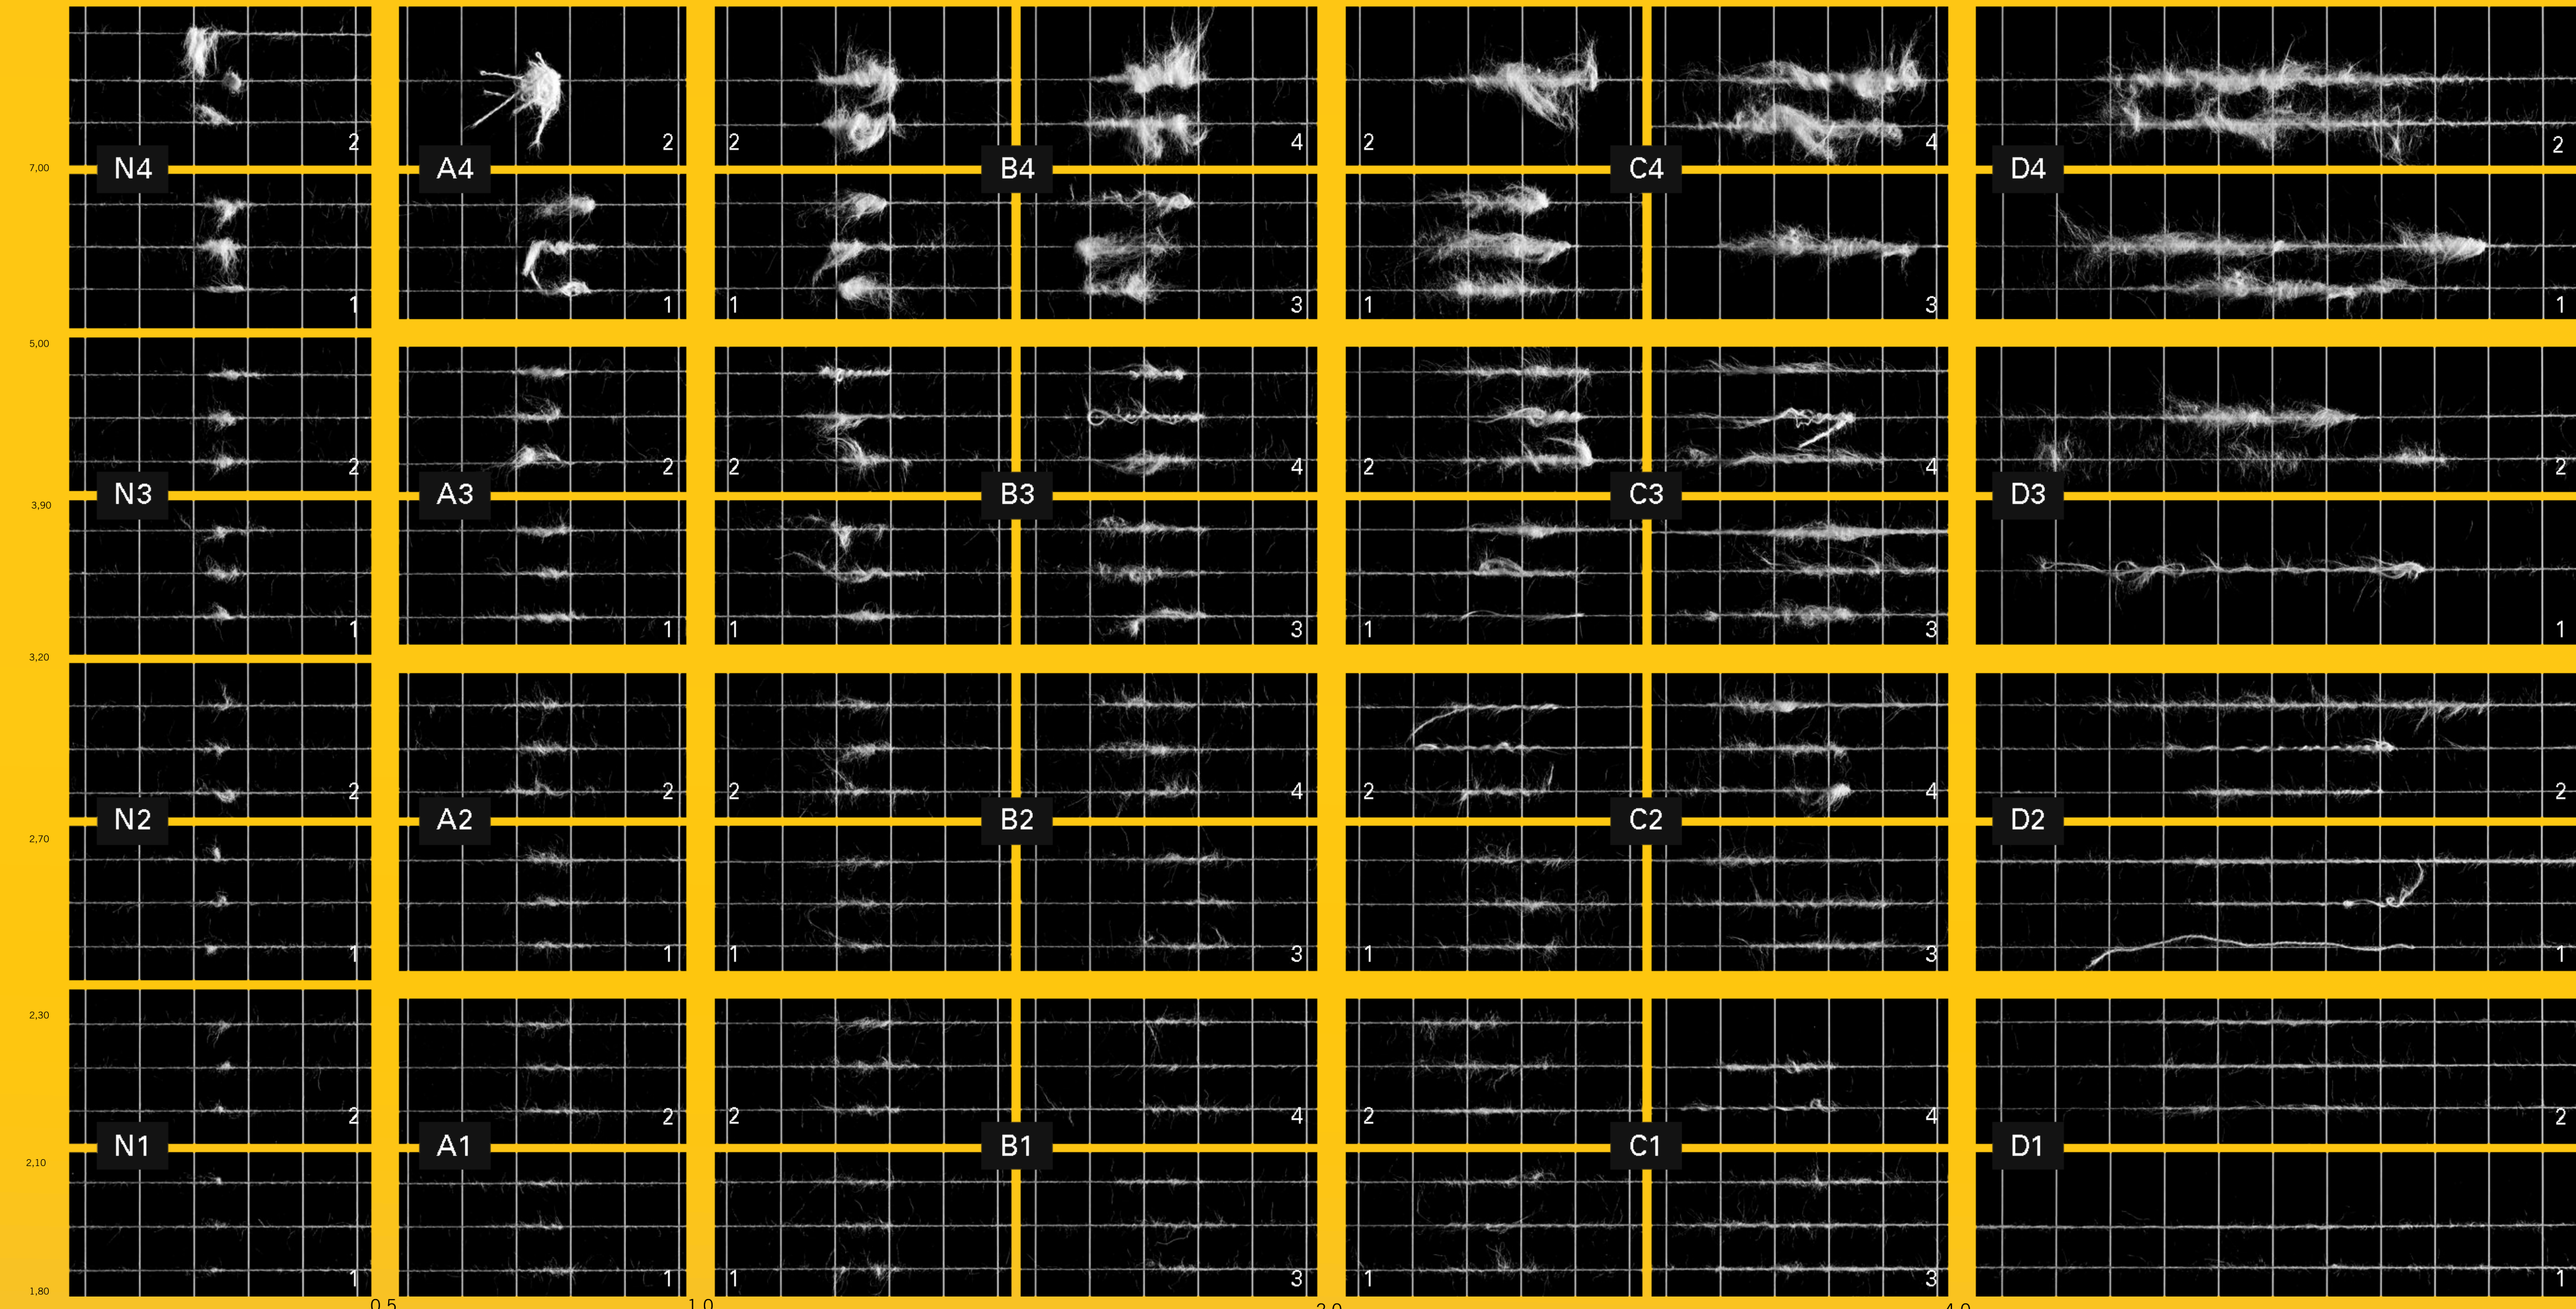 2 2 2 4 2 4 2
7,00 N4 A4 B4 C4 D4
1 1 1 3 1 3 1
5,00
2 2 2 4 2 4 2
3,90 N3 A3 B3 C3 D3
1 1 1 3 1 3 1
3,20
2 2 2 4 2 4 2
N2 A2 B2 C2 D2
2,70
1 1 1 3 1 3 1
2,30
2 2 2 4 2 4 2
N1 A1 B1 C1 D1
2,10
1 1 1 3 1 3 1
1,80
0,5 1,0 2,0 4,0